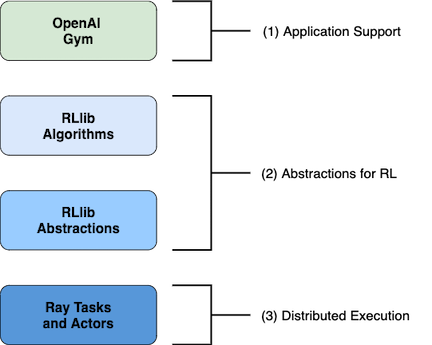 OpenAI
Gym
(1) Application Support
RLlib
Algorithms
(2) Abstractions for RL
RLlib
Abstractions
Ray Tasks
and Actors
(3) Distributed Execution